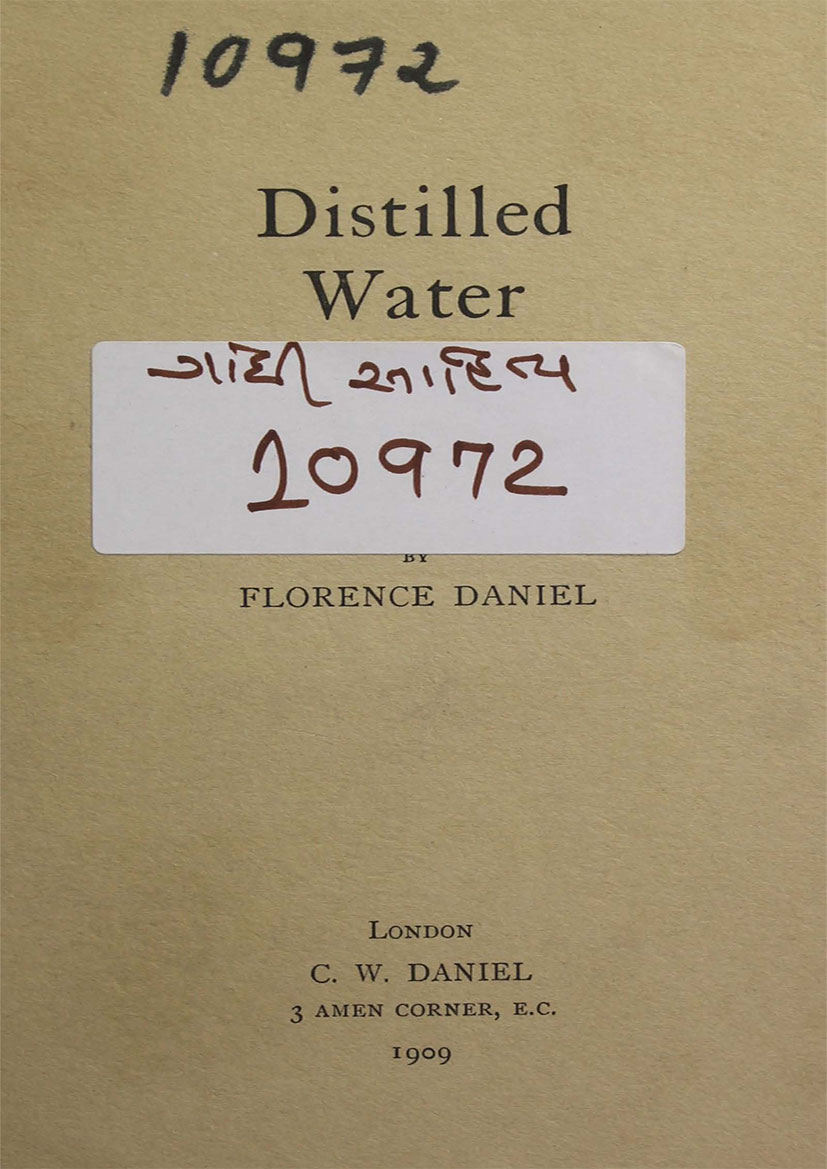 10972
Distilled
Water
ગાંધી સાહિત્ય
10972
BY
FLORENCE DANIEL
LONDON
C. W. DANIEL
3 AMEN CORNER, E.C.
1909